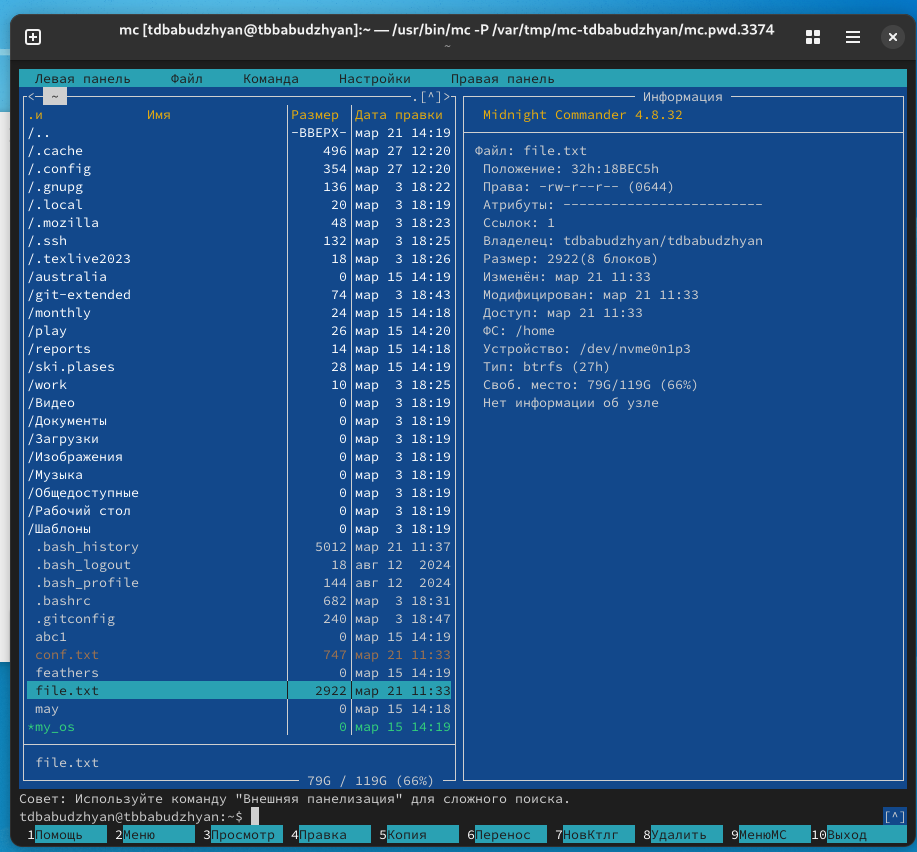 mc [tdbabudzhyan@tbbabudzhyan]:~ — /usr/bin/mc -P /var/tmp/mc-tdbabudzhyan/mc.pwd.3374
~
Левая панель Файл Команда Настройки Правая панель
<─ ~ .[^]>
.и Имя Размер Дата правки
/.. -ВВЕРХ- мар 21 14:19
/.cache 496 мар 27 12:20
/.config 354 мар 27 12:20
/.gnupg 136 мар 3 18:22
/.local 20 мар 3 18:19
/.mozilla 48 мар 3 18:23
/.ssh 132 мар 3 18:25
/.texlive2023 18 мар 3 18:26
/australia 0 мар 15 14:19
/git-extended 74 мар 3 18:43
/monthly 24 мар 15 14:18
/play 26 мар 15 14:20
/reports 14 мар 15 14:18
/ski.plases 28 мар 15 14:19
/work 10 мар 3 18:25
/Видео 0 мар 3 18:19
/Документы 0 мар 3 18:19
/Загрузки 0 мар 3 18:19
/Изображения 0 мар 3 18:19
/Музыка 0 мар 3 18:19
/Общедоступные 0 мар 3 18:19
/Рабочий стол 0 мар 3 18:19
/Шаблоны 0 мар 3 18:19
.bash_history 5012 мар 21 11:37
.bash_logout 18 авг 12 2024
.bash_profile 144 авг 12 2024
.bashrc 682 мар 3 18:31
.gitconfig 240 мар 3 18:47
abc1 0 мар 15 14:19
conf.txt 747 мар 21 11:33
feathers 0 мар 15 14:19
file.txt 2922 мар 21 11:33
may 0 мар 15 14:18
*my_os 0 мар 15 14:19
file.txt
79G / 119G (66%)
Информация
Midnight Commander 4.8.32
Файл: file.txt
Положение: 32h:18BEC5h
Права: -rw-r--r-- (0644)
Атрибуты: -------------------------
Ссылок: 1
Владелец: tdbabudzhyan/tdbabudzhyan
Размер: 2922(8 блоков)
Изменён: мар 21 11:33
Модифицирован: мар 21 11:33
Доступ: мар 21 11:33
ФС: /home
Устройство: /dev/nvme0n1p3
Тип: btrfs (27h)
Своб. место: 79G/119G (66%)
Нет информации об узле
Совет: Используйте команду "Внешняя панелизация" для сложного поиска.
tdbabudzhyan@tbbabudzhyan:~$ [^]
1Помощь 2Меню 3Просмотр 4Правка 5Копия 6Перенос 7НовКтлг 8Удалить 9МенюMC 10Выход